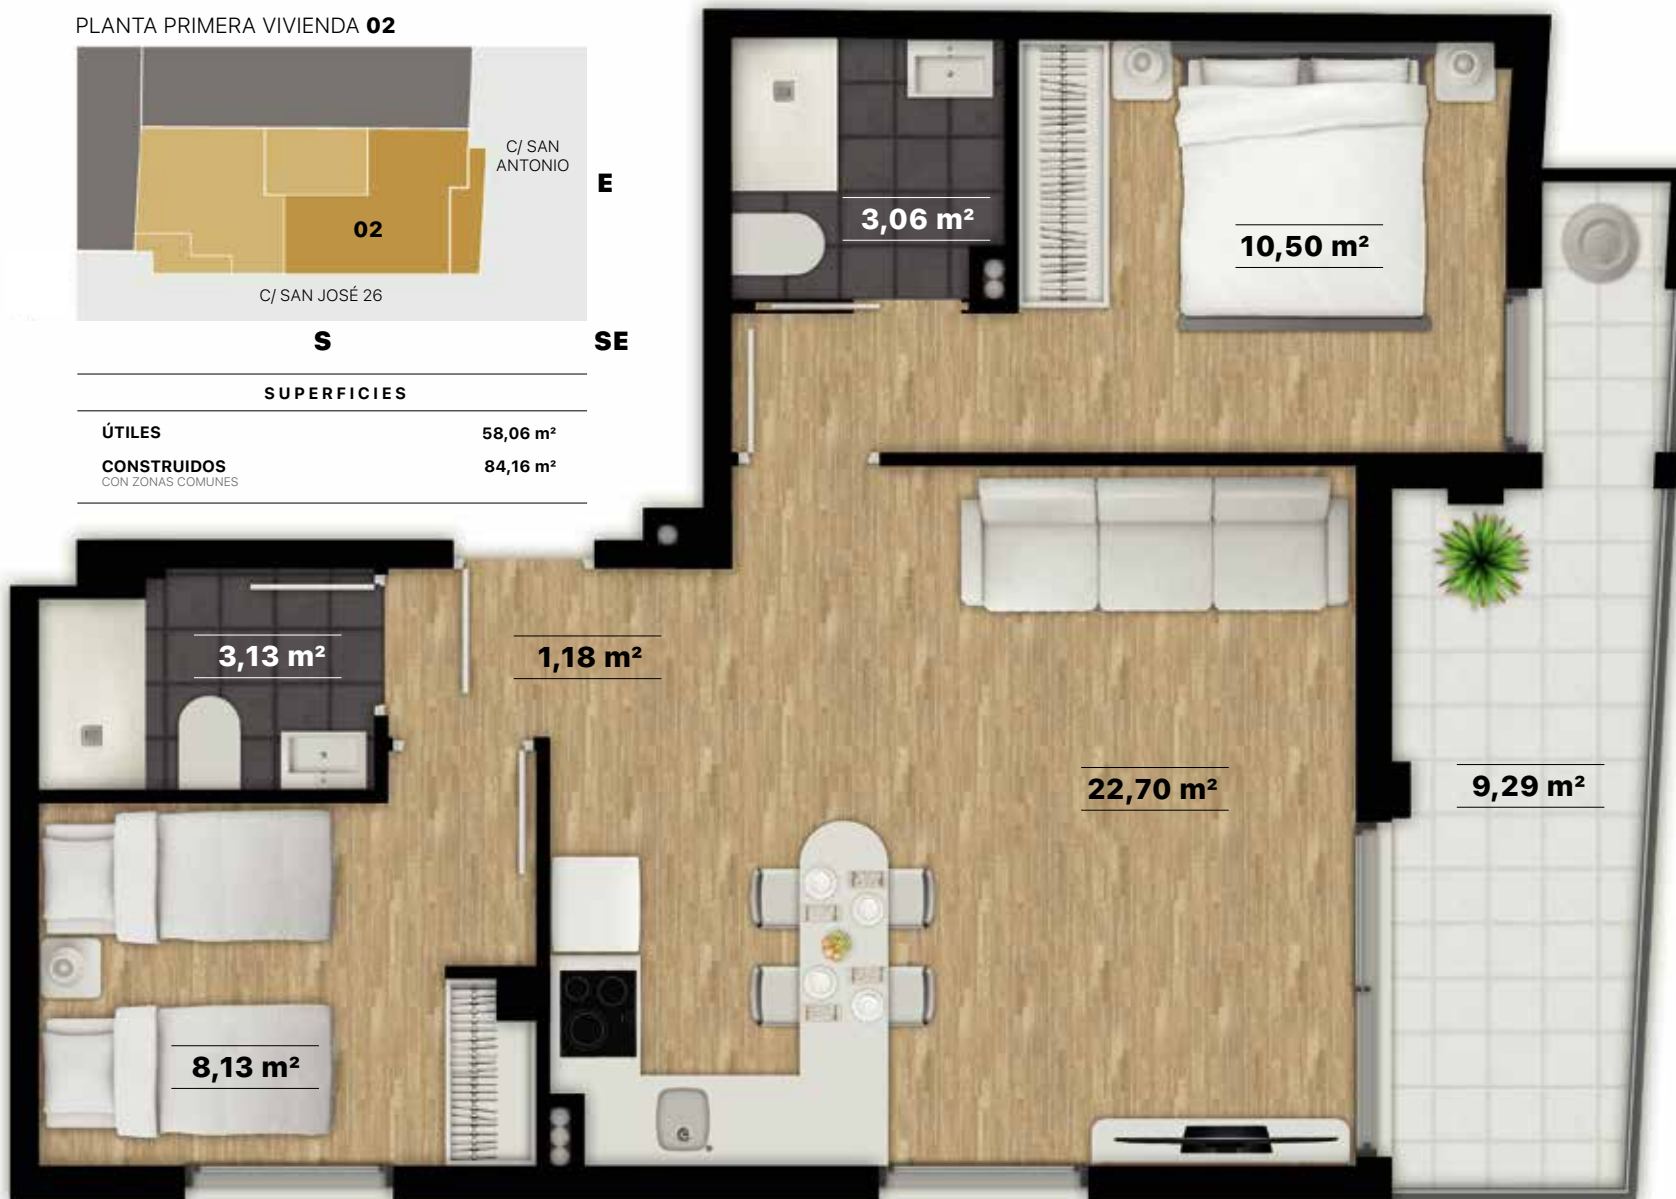 PLANTA PRIMERA VIVIENDA 02
C/ SAN
ANTONIO
E
02
C/ SAN JOSÉ 26
S
SE
SUPERFICIES
ÚTILES 58,06 m²
CONSTRUIDOS 84,16 m²
CON ZONAS COMUNES
3,06 m²
10,50 m²
3,13 m²
1,18 m²
22,70 m²
9,29 m²
8,13 m²